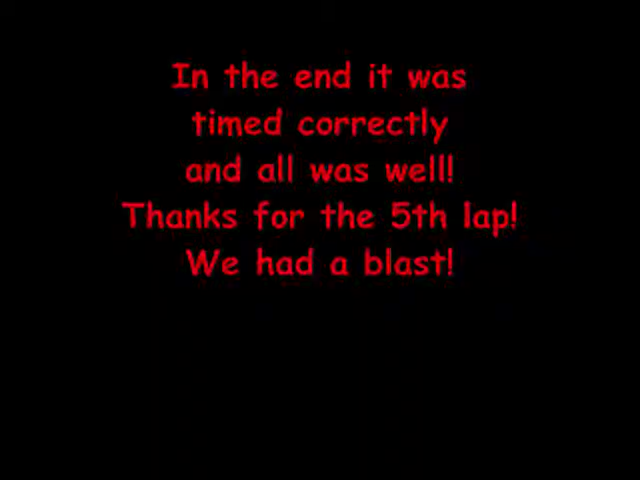 In the end it was
timed correctly
and all was well!
Thanks for the 5th lap!
We had a blast!